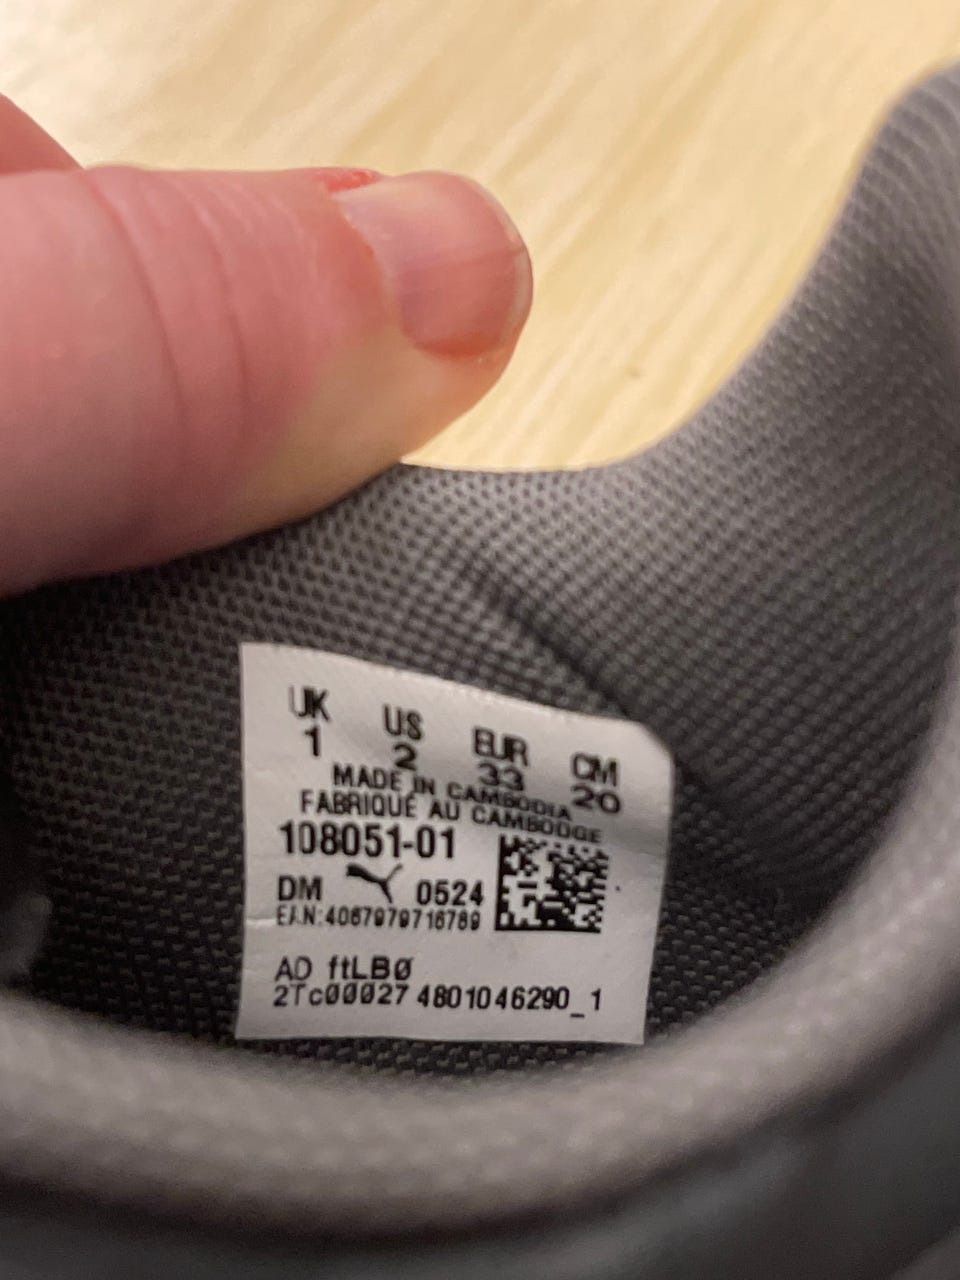 UK US EUR CM
1 2 33 20
MADE IN CAMBODIA
FABRIQUÉ AU CAMBODGE
108051-01
DM 0524
EAN:4067979716789
AO ftLBØ
2Tc00027 4801046290_1